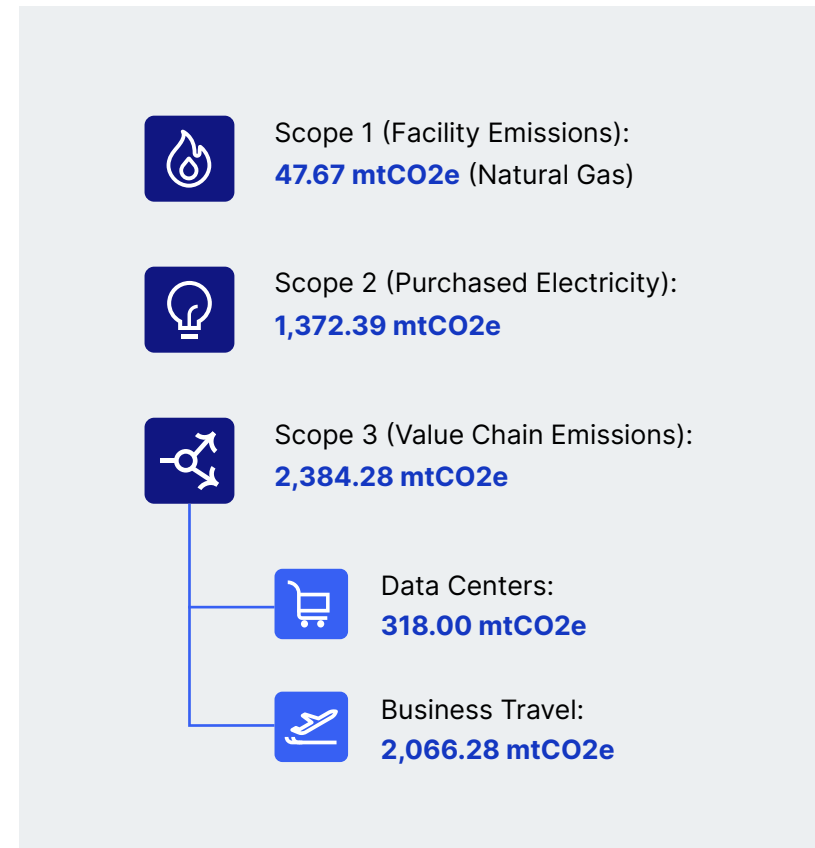 Scope 1 (Facility Emissions):
47.67 mtCO2e (Natural Gas)
Scope 2 (Purchased Electricity):
1,372.39 mtCO2e
Scope 3 (Value Chain Emissions):
2,384.28 mtCO2e
Data Centers:
318.00 mtCO2e
Business Travel:
2,066.28 mtCO2e